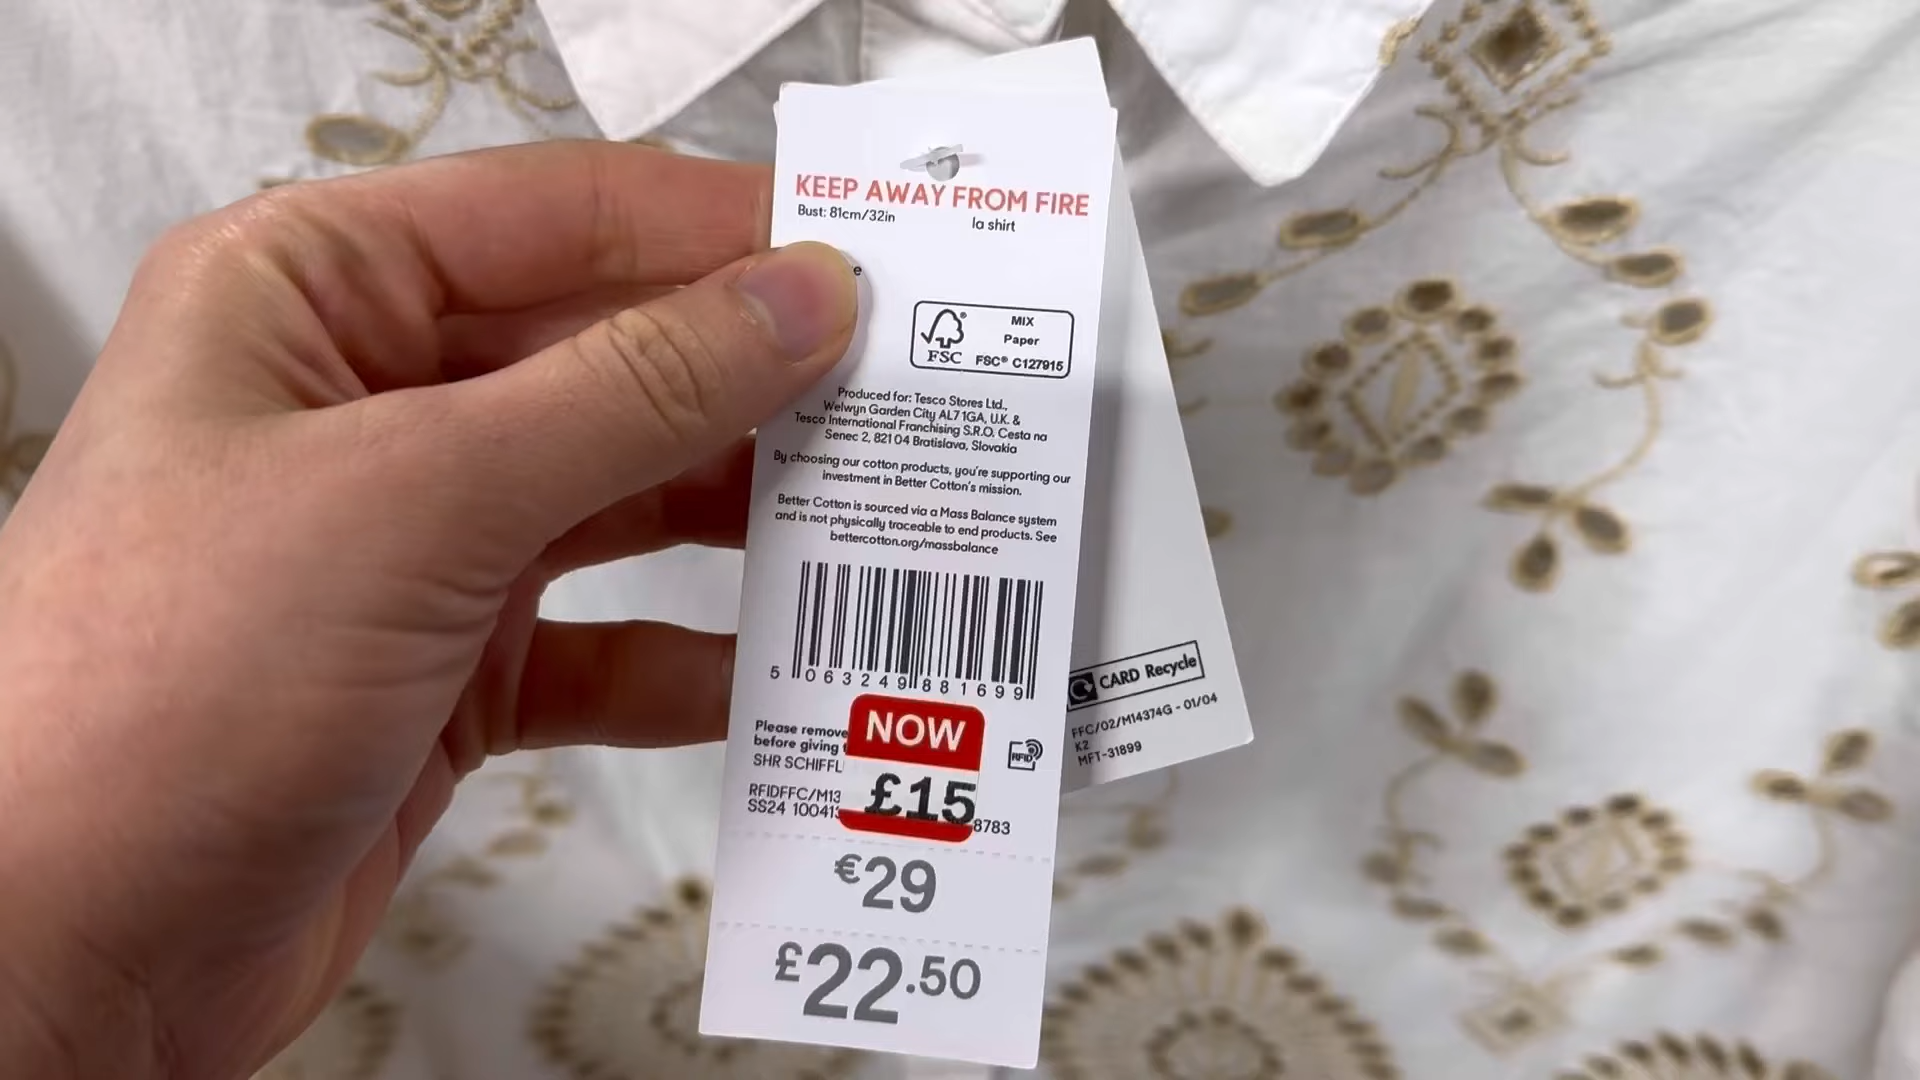 KEEP AWAY FROM FIRE
Bust: 81cm/32in
la shirt
e
MIX
Paper
FSC
FSC® C127915
Produced for: Tesco Stores Ltd.,
Welwyn Garden City AL7 1GA, U.K. &
Tesco International Franchising S.R.O. Cesta na
Senec 2, 821 04 Bratislava, Slovakia
By choosing our cotton products, you're supporting our
investment in Better Cotton's mission.
Better Cotton is sourced via a Mass Balance system
and is not physically traceable to end products. See
bettercotton.org/massbalance
5 063249 881699
Please remove
before giving
SHR SCHIFFL
RFIDFFC/M13
SS24 10041
8783
NOW
£15
RFID
€29
£22.50
CARD Recycle
FFC/02/M14374G - 01/04
K2
MFT-31899